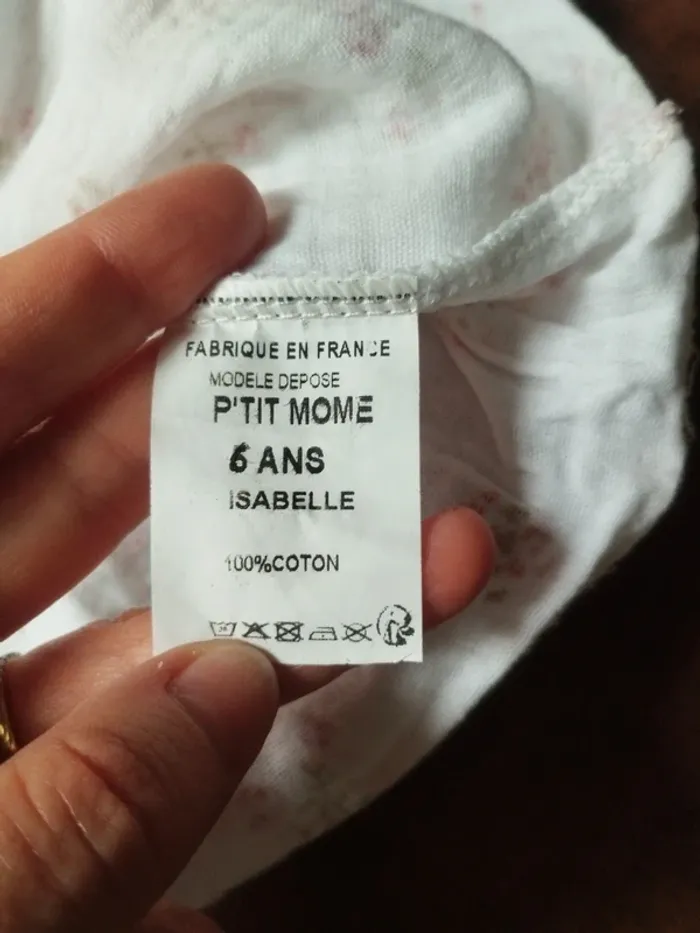 FABRIQUE EN FRANCE
MODELE DEPOSE
P'TIT MOME
6 ANS
ISABELLE
100%COTON